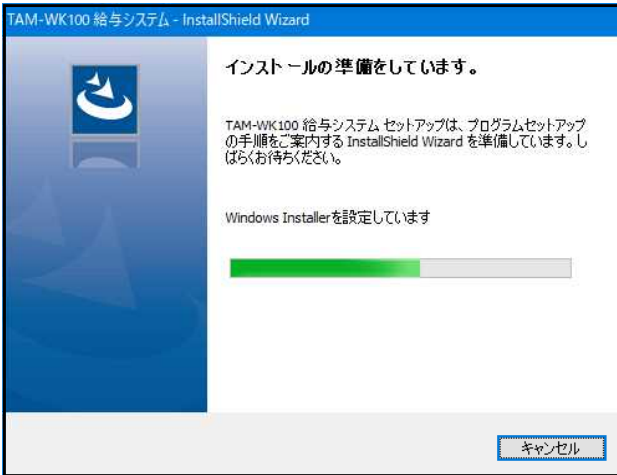 TAM-WK100 給与システム - InstallShield Wizard
インストールの準備をしています。
TAM-WK100 給与システム セットアップは、プログラムセットアップ
の手順をご案内する InstallShield Wizard を準備しています。し
ばらくお待ちください。
Windows Installerを設定しています
キャンセル